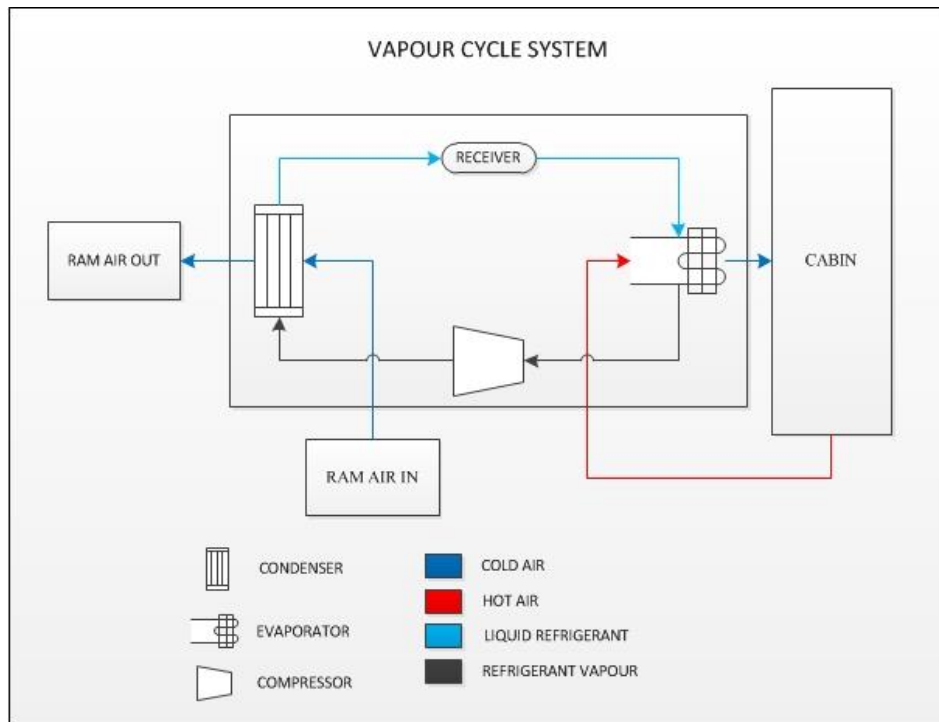 VAPOUR CYCLE SYSTEM
RECEIVER
RAM AIR OUT
CABIN
RAM AIR IN
CONDENSER
EVAPORATOR
COMPRESSOR
COLD AIR
HOT AIR
LIQUID REFRIGERANT
REFRIGERANT VAPOUR